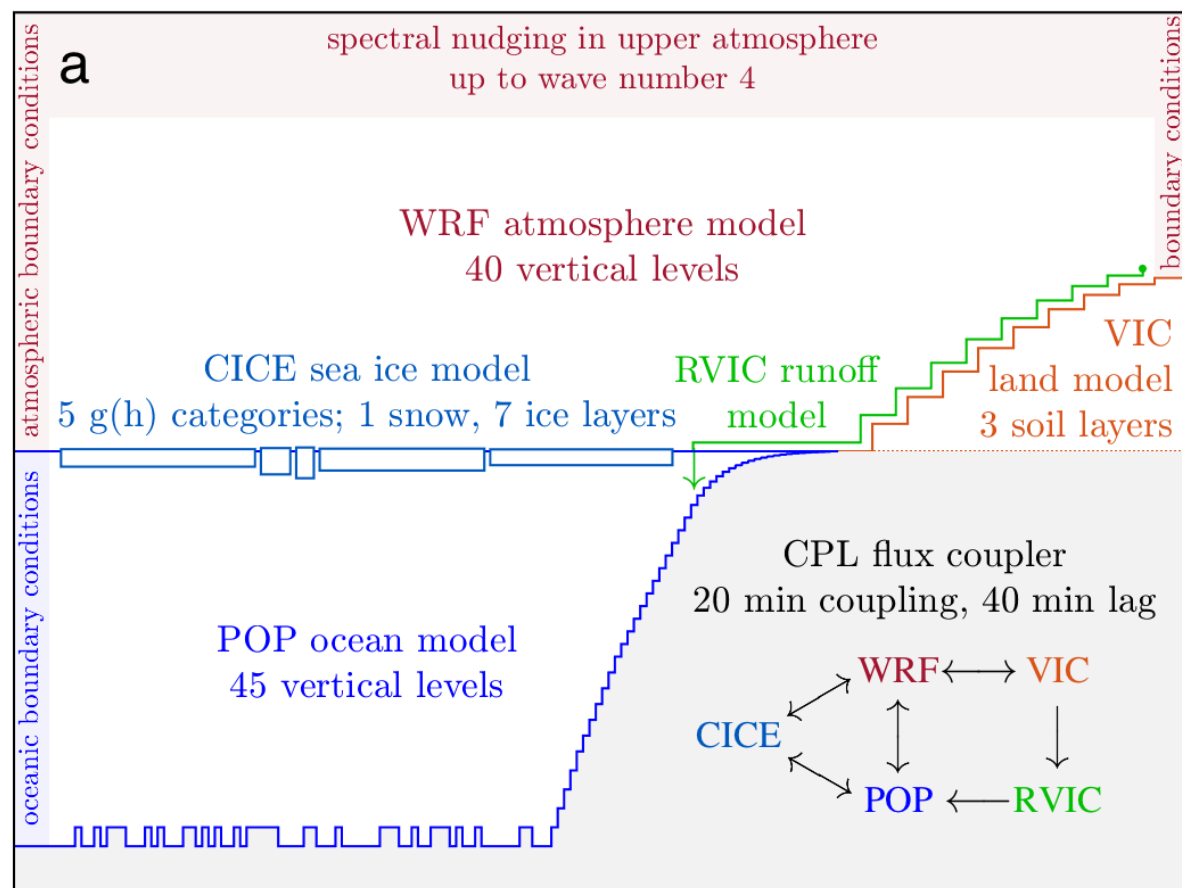 a
spectral nudging in upper atmosphere
up to wave number 4
atmospheric boundary conditions
boundary conditions
WRF atmosphere model
40 vertical levels
CICE sea ice model
5 g(h) categories; 1 snow, 7 ice layers
RVIC runoff
model
VIC
land model
3 soil layers
oceanic boundary conditions
POP ocean model
45 vertical levels
CPL flux coupler
20 min coupling, 40 min lag
WRF
VIC
CICE
POP
RVIC